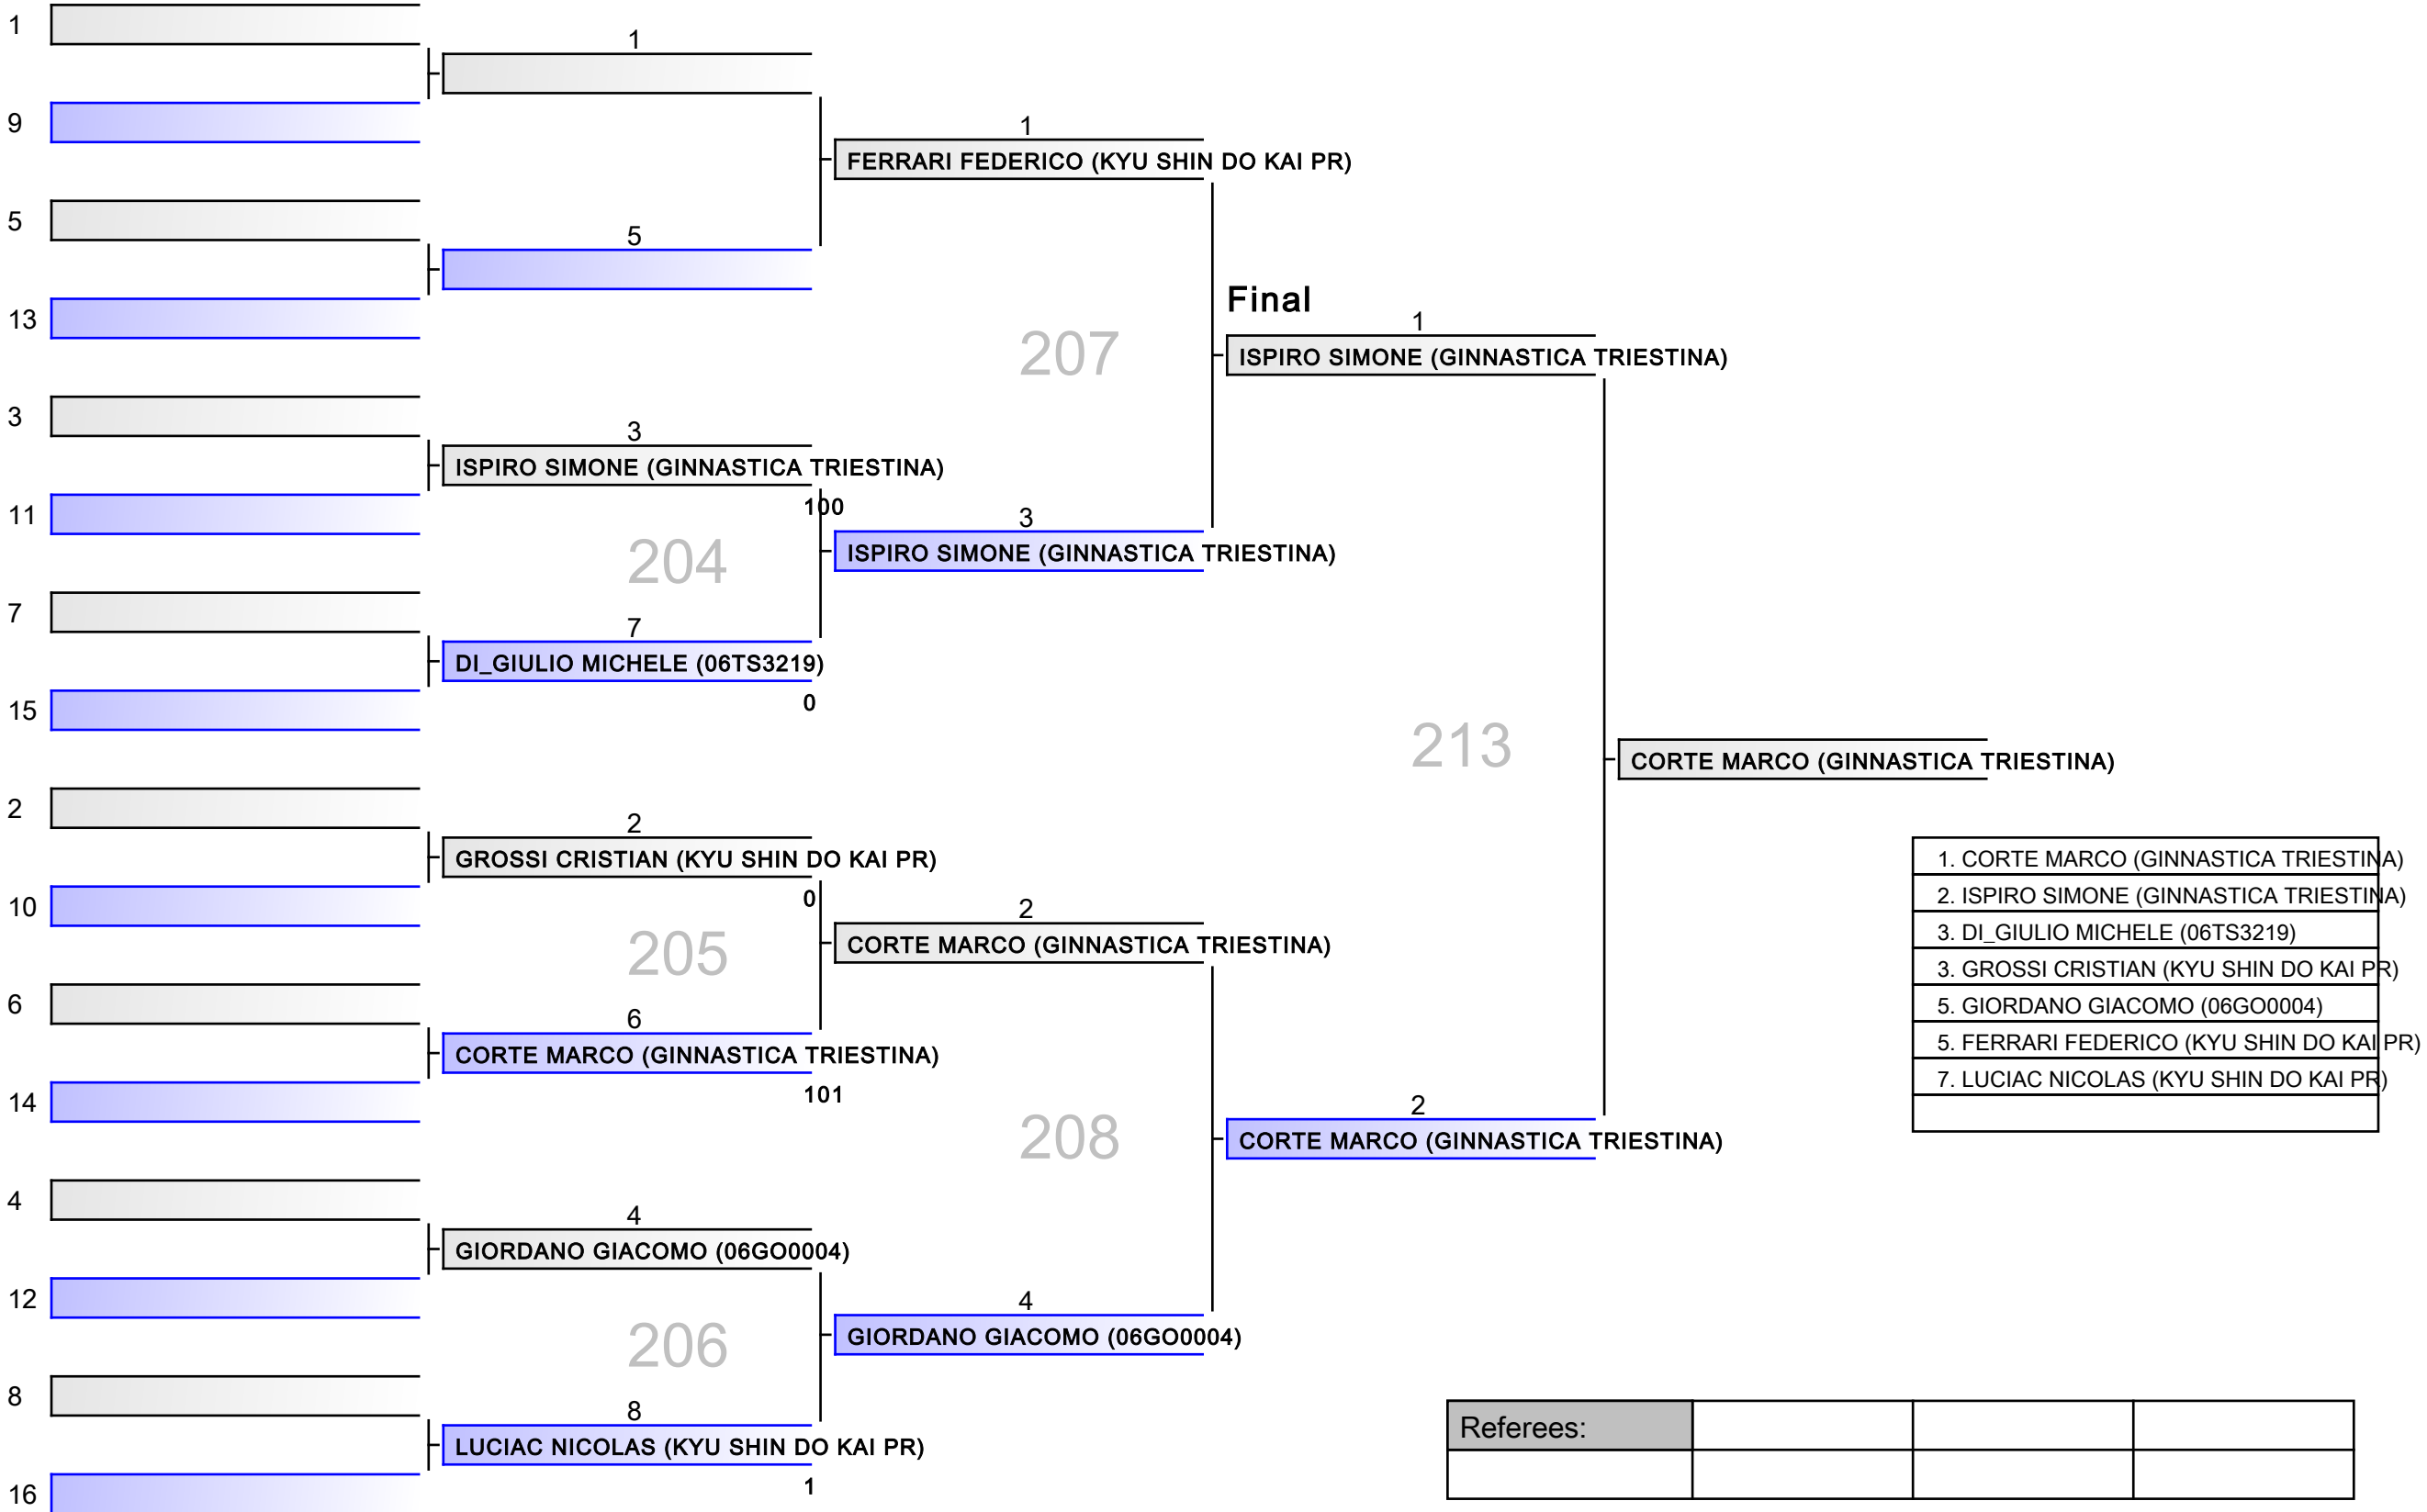 1
1
9
1
FERRARI FEDERICO (KYU SHIN DO KAI PR)
5
5
Final
13
1
207
ISPIRO SIMONE (GINNASTICA TRIESTINA)
3
3
ISPIRO SIMONE (GINNASTICA TRIESTINA)
100
11
3
204
ISPIRO SIMONE (GINNASTICA TRIESTINA)
7
7
DI_GIULIO MICHELE (06TS3219)
0
15
213
CORTE MARCO (GINNASTICA TRIESTINA)
2
2
GROSSI CRISTIAN (KYU SHIN DO KAI PR)
0
10
2
205
CORTE MARCO (GINNASTICA TRIESTINA)
6
6
CORTE MARCO (GINNASTICA TRIESTINA)
101
14
208
2
CORTE MARCO (GINNASTICA TRIESTINA)
1. CORTE MARCO (GINNASTICA TRIESTINA)
2. ISPIRO SIMONE (GINNASTICA TRIESTINA)
3. DI_GIULIO MICHELE (06TS3219)
3. GROSSI CRISTIAN (KYU SHIN DO KAI PR)
5. GIORDANO GIACOMO (06GO0004)
5. FERRARI FEDERICO (KYU SHIN DO KAI PR)
7. LUCIAC NICOLAS (KYU SHIN DO KAI PR)
4
4
GIORDANO GIACOMO (06GO0004)
12
4
206
GIORDANO GIACOMO (06GO0004)
8
8
LUCIAC NICOLAS (KYU SHIN DO KAI PR)
1
16
Referees: